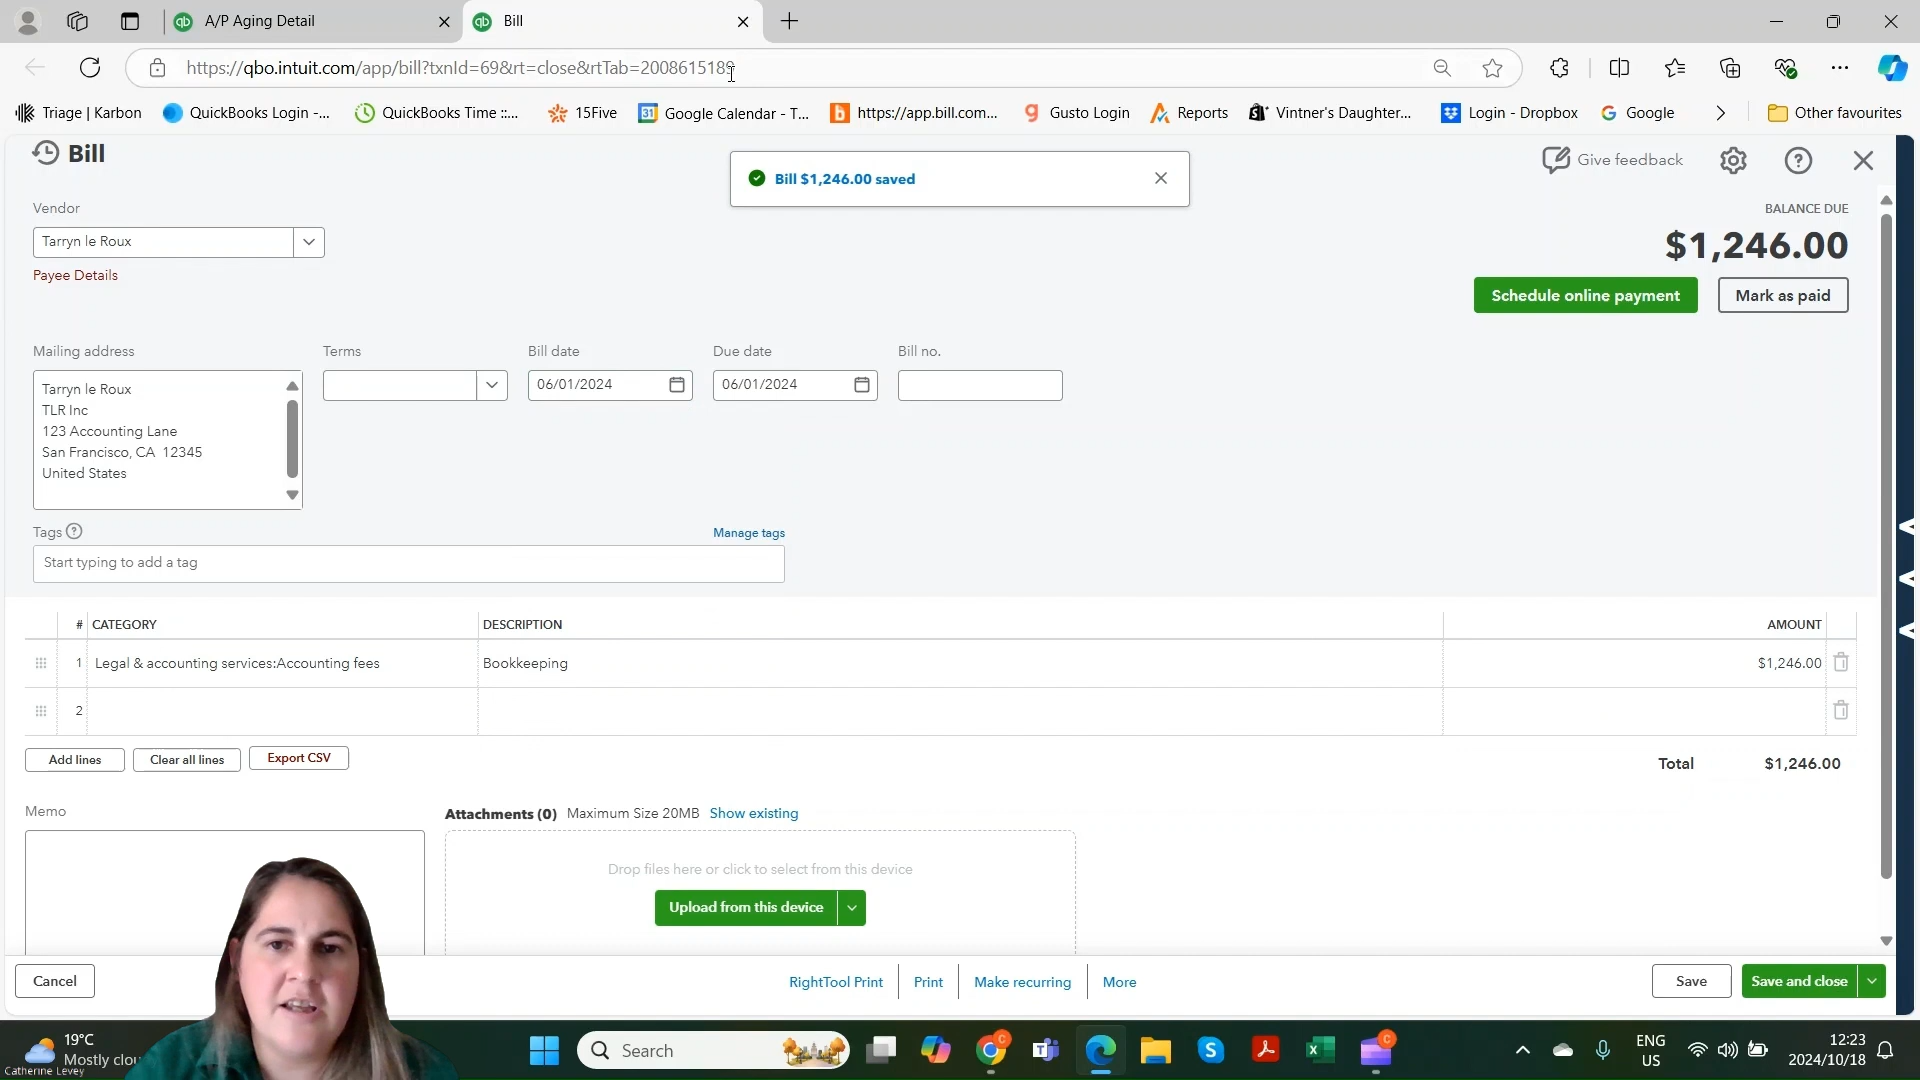 A/P Aging Detail
Bill
https://qbo.intuit.com/app/bill?txnId=69&rt=close&rtTab=2008615189
Triage | Karbon
QuickBooks Login -...
QuickBooks Time ::...
15Five
Google Calendar - T...
https://app.bill.com...
Gusto Login
Reports
Vintner's Daughter...
Login - Dropbox
Google
Other favourites
Bill
Bill $1,246.00 saved
Give feedback
Vendor
BALANCE DUE
Tarryn le Roux
$1,246.00
Payee Details
Schedule online payment
Mark as paid
Mailing address
Terms
Bill date
Due date
Bill no.
Tarryn le Roux
TLR Inc
123 Accounting Lane
San Francisco, CA 12345
United States
06/01/2024
06/01/2024
Tags
Manage tags
Start typing to add a tag
# CATEGORY DESCRIPTION AMOUNT
1 Legal & accounting services:Accounting fees Bookkeeping $1,246.00
2
Add lines
Clear all lines
Export CSV
Total $1,246.00
Memo
Attachments (0) Maximum Size 20MB Show existing
Drop files here or click to select from this device
Upload from this device
Cancel
RightTool Print
Print
Make recurring
More
Save
Save and close
19°C
Mostly clou
Catherine Levey
Search
ENG
US
12:23
2024/10/18